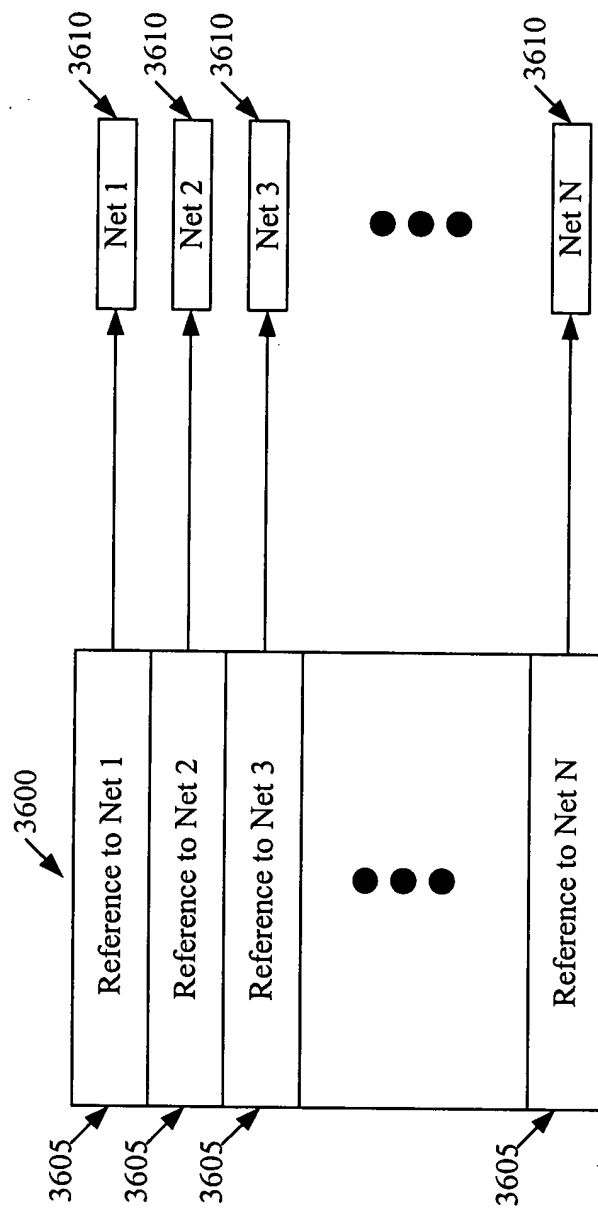 3600
3605
Reference to Net 1
Net 1
3610
3605
Reference to Net 2
Net 2
3610
3605
Reference to Net 3
Net 3
3610
3605
Reference to Net N
Net N
3610